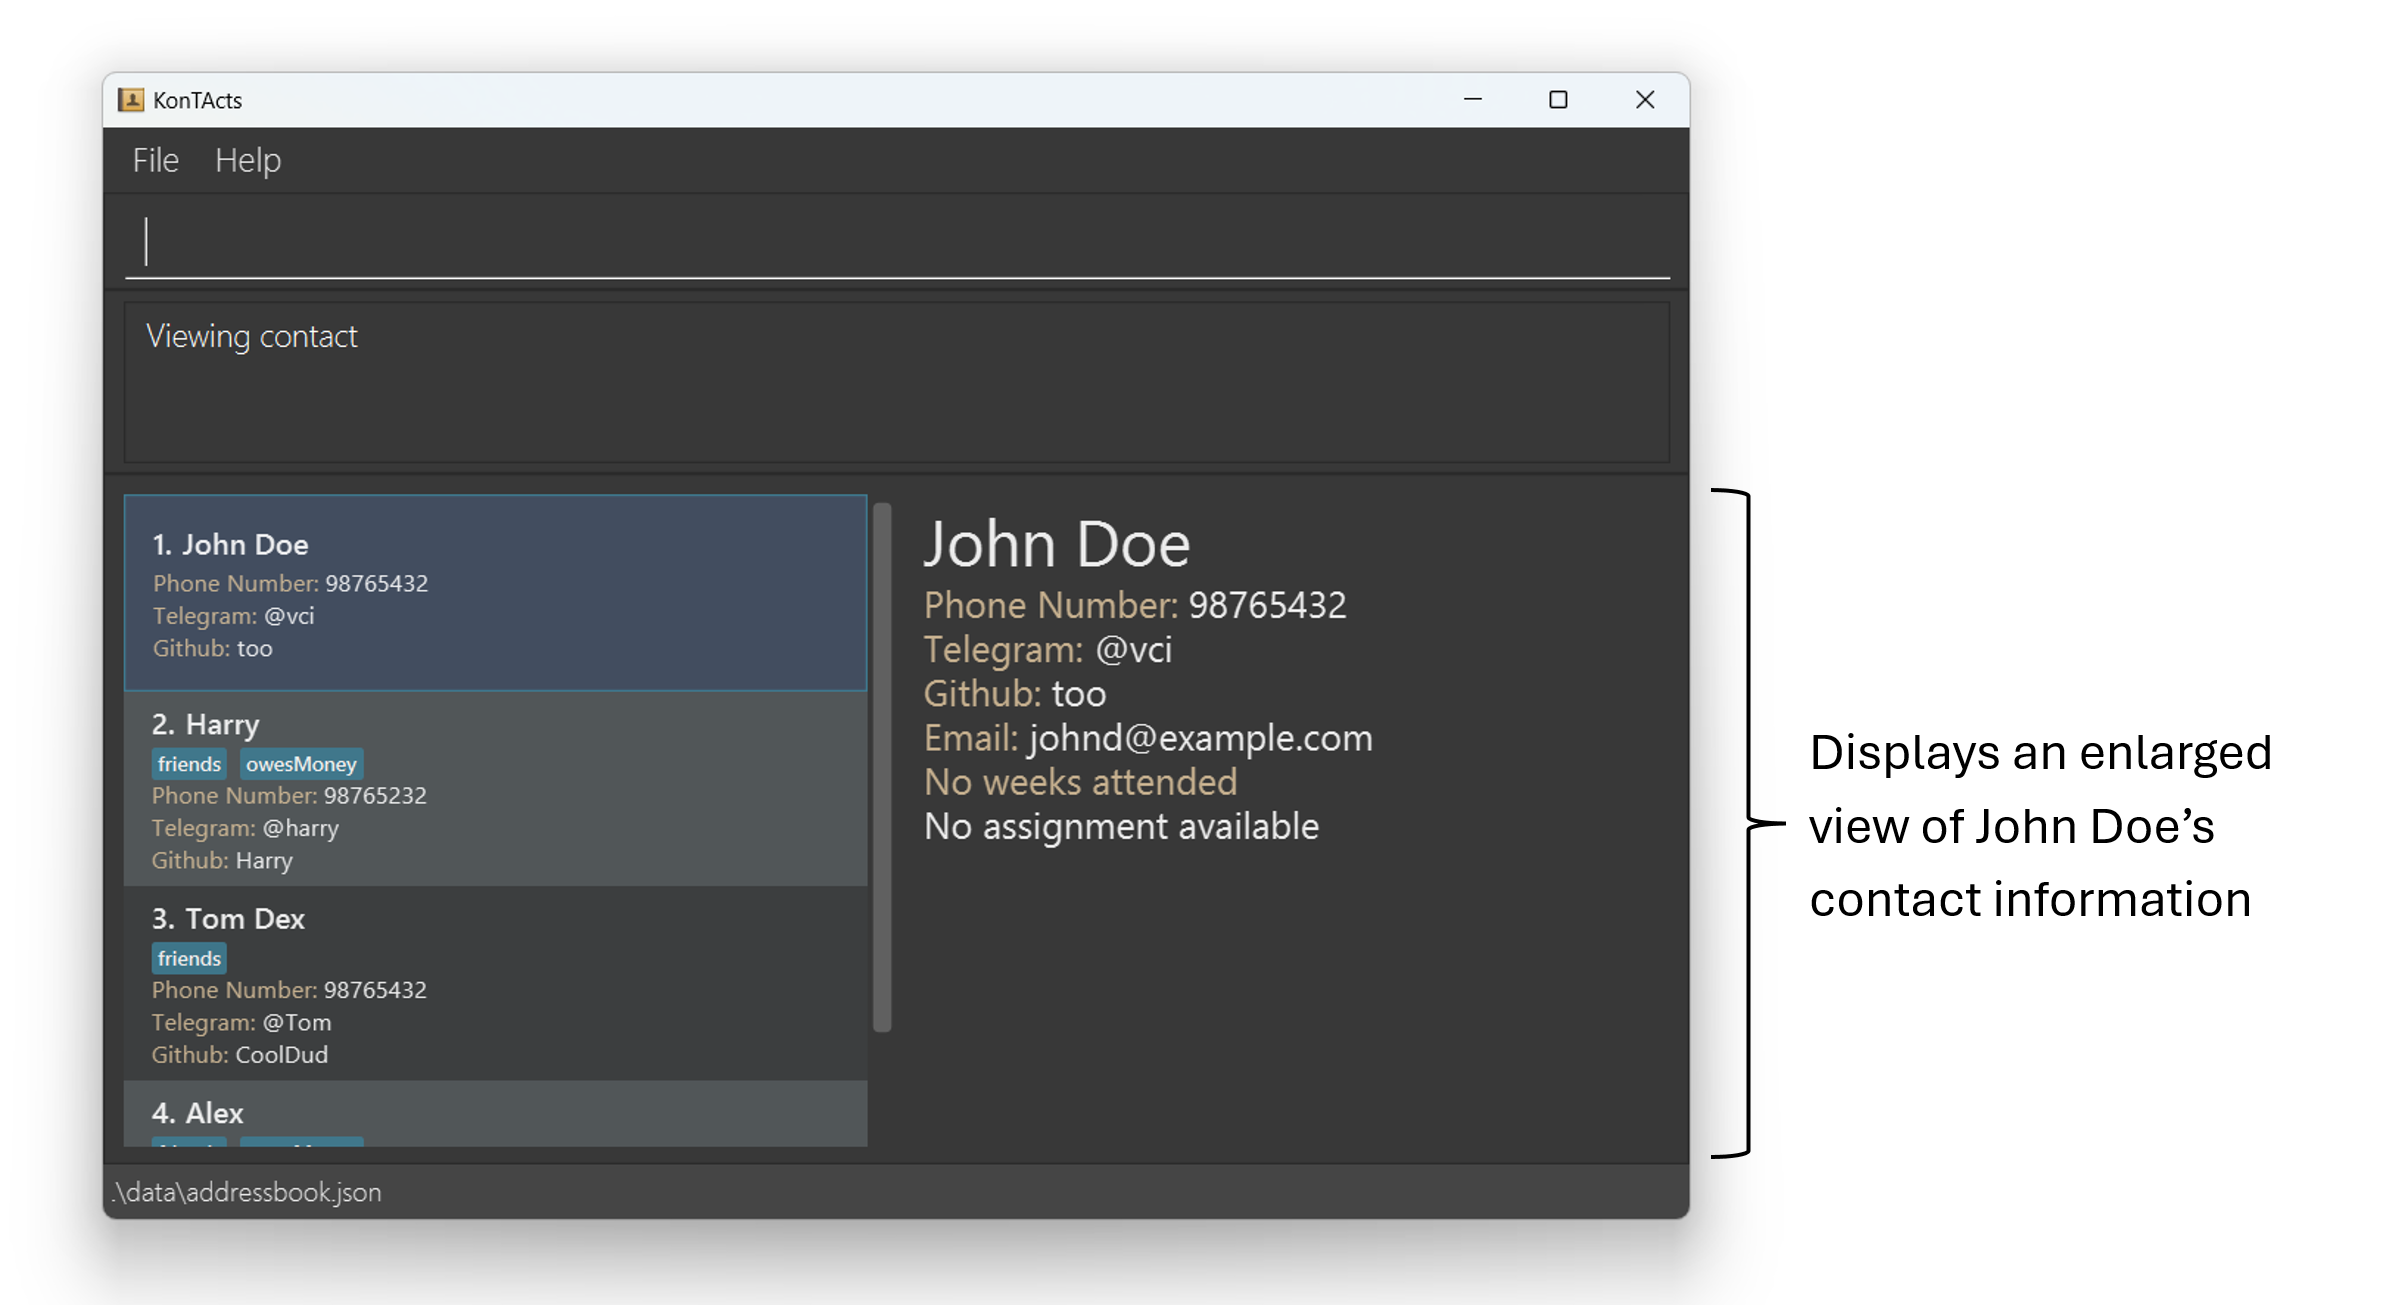 KonTActs
File Help
Viewing contact
1. John Doe
Phone Number: 98765432
Telegram: @vci
Github: too
2. Harry
friends owesMoney
Phone Number: 98765232
Telegram: @harry
Github: Harry
3. Tom Dex
friends
Phone Number: 98765432
Telegram: @Tom
Github: CoolDud
4. Alex
John Doe
Phone Number: 98765432
Telegram: @vci
Github: too
Email: johnd@example.com
No weeks attended
No assignment available
.\data\addressbook.json
Displays an enlarged
view of John Doe’s
contact information